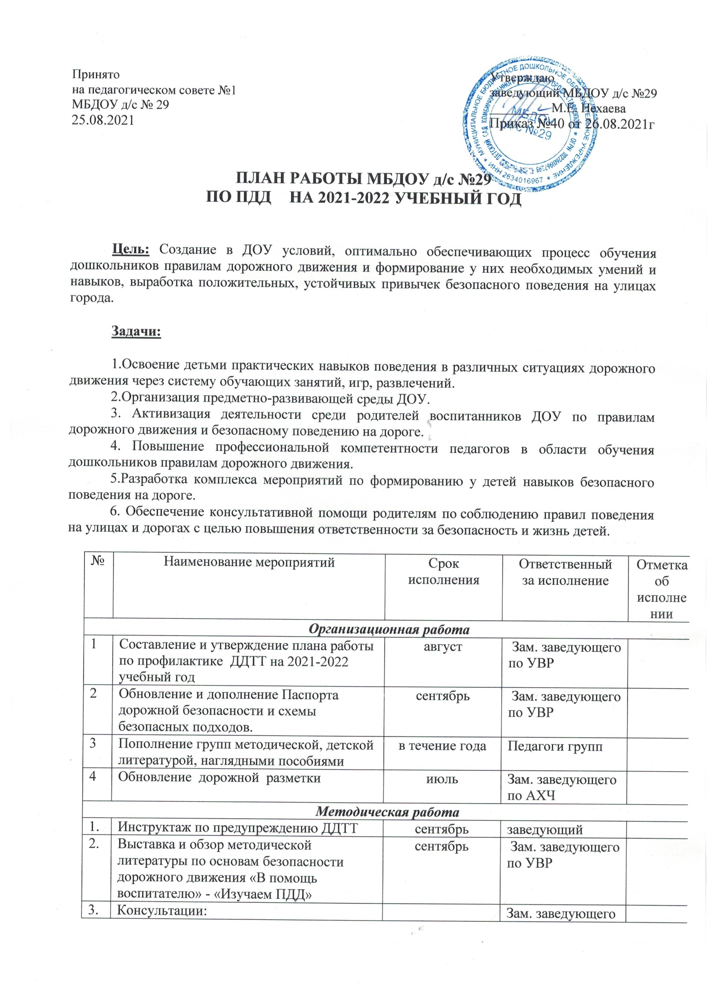 Принято
на педагогическом совете №1
МБДОУ д/с № 29
25.08.2021
Утверждаю
заведующий МБДОУ д/с №29
М.Е. Нехаева
Приказ №40 от 26.08.2021г
МУНИЦИПАЛЬНОЕ БЮДЖЕТНОЕ ДОШКОЛЬНОЕ ОБРАЗОВАТЕЛЬНОЕ УЧРЕЖДЕНИЕ * ИНН 2634016967 *
ДЕТСКИЙ САД КОМБИНИРОВАННОГО ГОРОДА СТАВРОПОЛЯ * ОГРН
МБДОУ
д/с №29
ПЛАН РАБОТЫ МБДОУ д/с №29
ПО ПДД НА 2021-2022 УЧЕБНЫЙ ГОД
Цель: Создание в ДОУ условий, оптимально обеспечивающих процесс обучения
дошкольников правилам дорожного движения и формирование у них необходимых умений и
навыков, выработка положительных, устойчивых привычек безопасного поведения на улицах
города.
Задачи:
1.Освоение детьми практических навыков поведения в различных ситуациях дорожного
движения через систему обучающих занятий, игр, развлечений.
2.Организация предметно-развивающей среды ДОУ.
3. Активизация деятельности среди родителей воспитанников ДОУ по правилам
дорожного движения и безопасному поведению на дороге.
4. Повышение профессиональной компетентности педагогов в области обучения
дошкольников правилам дорожного движения.
5.Разработка комплекса мероприятий по формированию у детей навыков безопасного
поведения на дороге.
6. Обеспечение консультативной помощи родителям по соблюдению правил поведения
на улицах и дорогах с целью повышения ответственности за безопасность и жизнь детей.
№ Наименование мероприятий Срок Ответственный Отметка
исполнения за исполнение об
исполне
нии
Организационная работа
1 Составление и утверждение плана работы август Зам. заведующего
по профилактике ДДТТ на 2021-2022 по УВР
учебный год
2 Обновление и дополнение Паспорта сентябрь Зам. заведующего
дорожной безопасности и схемы по УВР
безопасных подходов.
3 Пополнение групп методической, детской в течение года Педагоги групп
литературой, наглядными пособиями
4 Обновление дорожной разметки июль Зам. заведующего
по АХЧ
Методическая работа
1. Инструктаж по предупреждению ДДТТ сентябрь заведующий
2. Выставка и обзор методической сентябрь Зам. заведующего
литературы по основам безопасности по УВР
дорожного движения «В помощь
воспитателю» - «Изучаем ПДД»
3. Консультации: Зам. заведующего